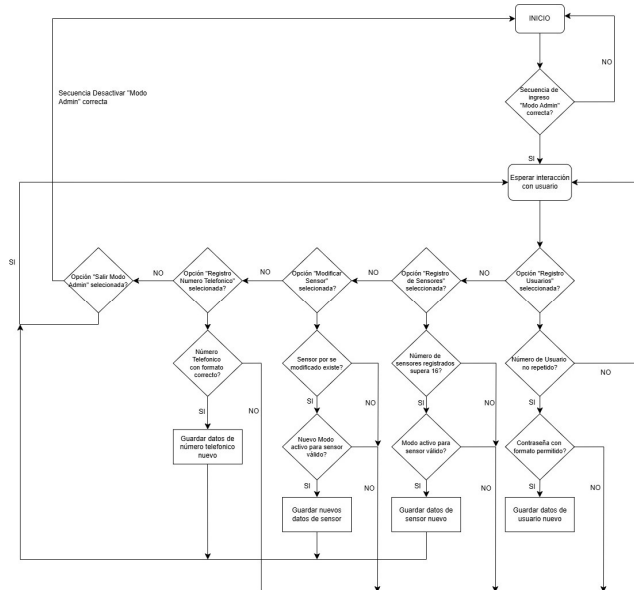 INICIO
NO
Secuencia de
ingreso
"Modo Admin"
correcta?
Secuencia Desactivar "Modo
Admin" correcta
SI
Esperar interacción
con usuario
SI
Opción "Salir Modo
Admin" selecionada?
NO
Opción "Registro
Numero Telefonico"
selecionada?
NO
Opción "Modificar
Sensor"
selecionada?
NO
Opción "Registro
de Sensores"
seleccionada?
NO
Opción "Registro
Usuarios"
seleccionada?
Número
Telefonico
con formato
correcto?
Sensor por se
modificado existe?
Número de
sensores registrados
supera 16?
Número de Usuario
no repetido?
NO
SI
NO
SI
NO
SI
NO
SI
Guardar datos de
número telefonico
nuevo
Nuevo Modo
activo para sensor
válido?
Modo activo para
sensor válido?
Contraseña con
formato permitido?
SI
NO
SI
NO
SI
NO
Guardar nuevos
datos de sensor
Guardar datos de
sensor nuevo
Guardar datos de
usuario nuevo